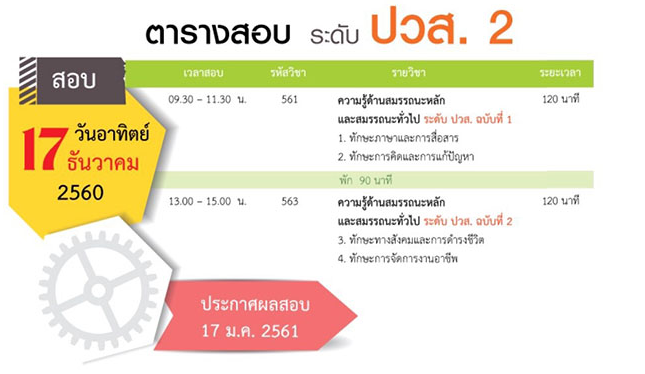 ตารางสอบ ระดับ ปวส. 2
สอบ
วันอาทิตย์
17 ธันวาคม
2560
เวลาสอบ รหัสวิชา รายวิชา ระยะเวลา
09.30 – 11.30 น. 561 ความรู้ด้านสมรรถนะหลัก 120 นาที
และสมรรถนะทั่วไป ระดับ ปวส. ฉบับที่ 1
1. ทักษะภาษาและการสื่อสาร
2. ทักษะการคิดและการแก้ปัญหา
พัก 90 นาที
13.00 – 15.00 น. 563 ความรู้ด้านสมรรถนะหลัก 120 นาที
และสมรรถนะทั่วไป ระดับ ปวส. ฉบับที่ 2
3. ทักษะทางสังคมและการดำรงชีวิต
4. ทักษะการจัดการงานอาชีพ
ประกาศผลสอบ
17 ม.ค. 2561